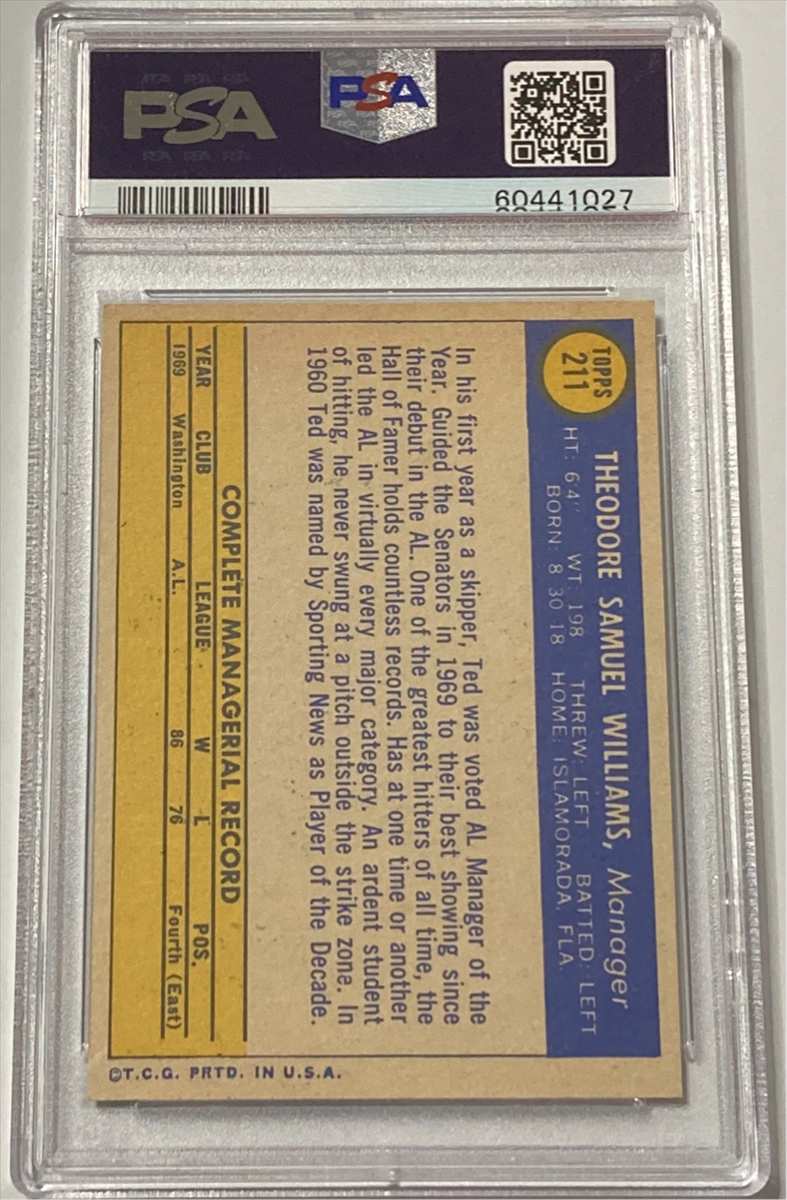 PSA
PSA
60441027
TOPPS
211
THEODORE SAMUEL WILLIAMS, Manager
HT: 6'4" WT: 198 THREW: LEFT BATTED: LEFT
BORN: 8 30 18 HOME: ISLAMORADA, FLA.
In his first year as a skipper, Ted was voted AL Manager of the
Year. Guided the Senators in 1969 to their best showing since
their debut in the AL. One of the greatest hitters of all time, the
Hall of Famer holds countless records. Has at one time or another
led the AL in virtually every major category. An ardent student
of hitting, he never swung at a pitch outside the strike zone. In
1960 Ted was named by Sporting News as Player of the Decade.
COMPLETE MANAGERIAL RECORD
YEAR CLUB LEAGUE W L POS.
1969 Washington A.L. 86 76 Fourth (East)
©T.C.G. PRTD. IN U.S.A.